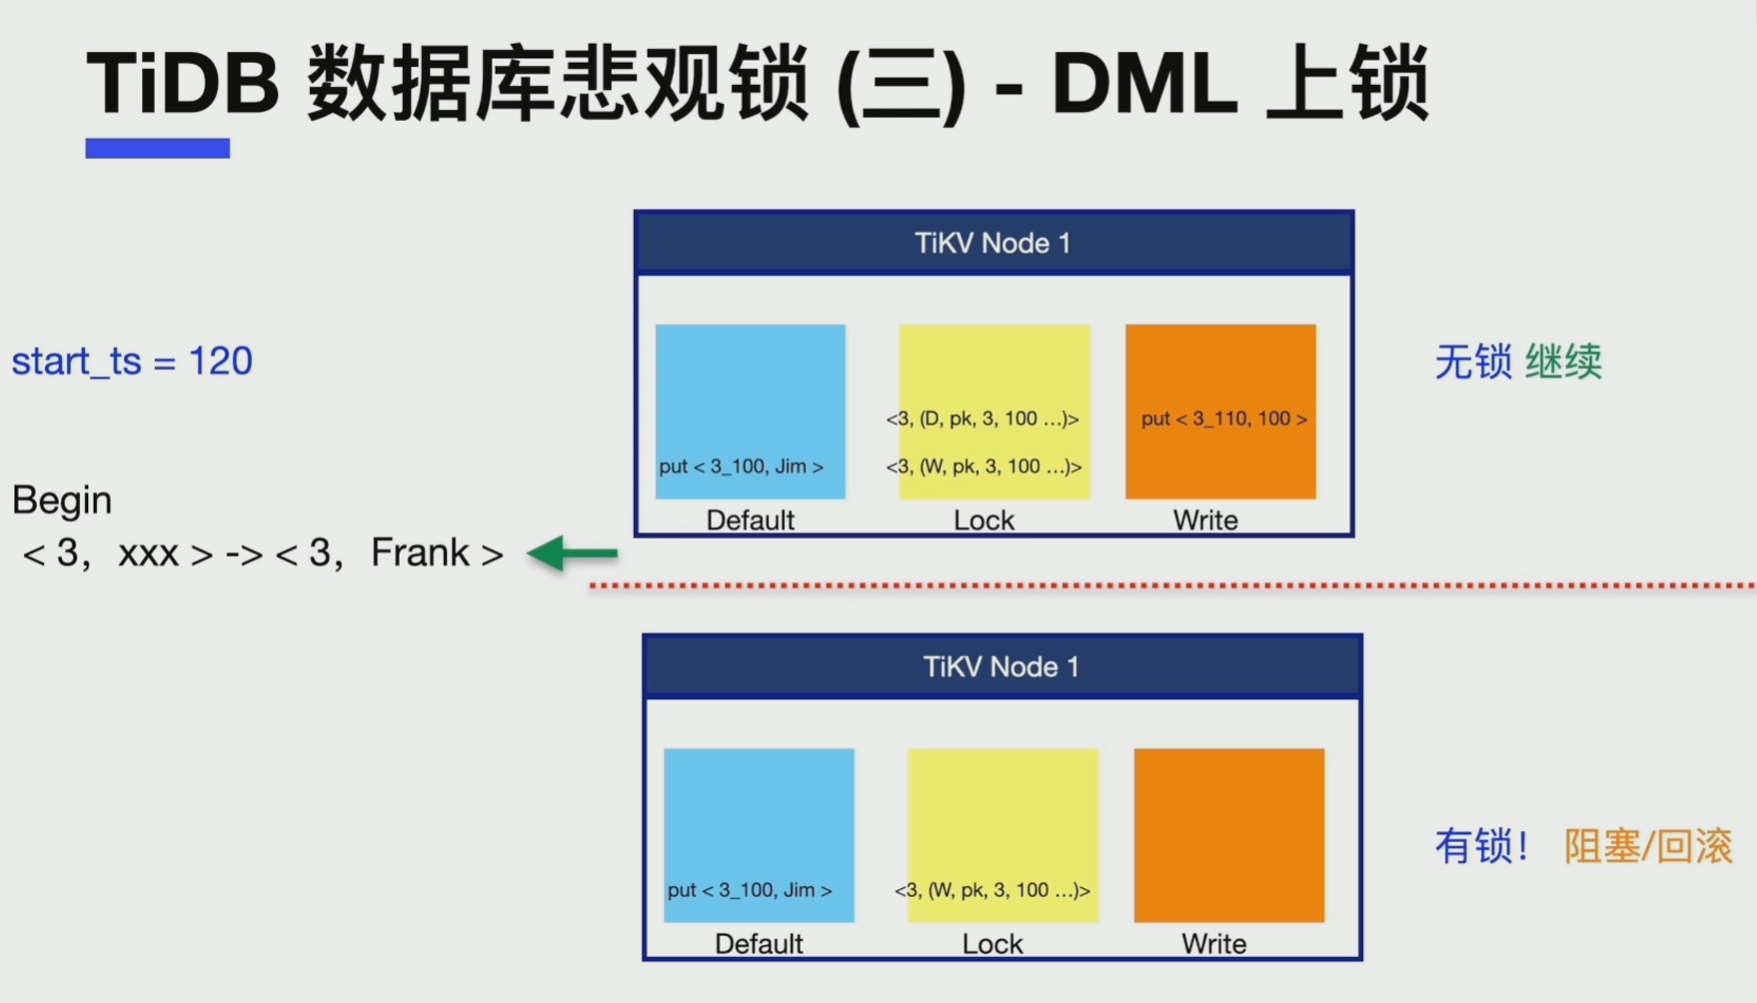 TiDB 数据库悲观锁 (三) - DML 上锁
TiKV Node 1
start_ts = 120
无锁 继续
<3, (D, pk, 3, 100 ...)>
put < 3_110, 100 >
put < 3_100, Jim >
<3, (W, pk, 3, 100 ...)>
Default
Lock
Write
Begin
< 3, xxx > -> < 3, Frank >
TiKV Node 1
有锁！ 阻塞/回滚
put < 3_100, Jim >
<3, (W, pk, 3, 100 ...)>
Default
Lock
Write